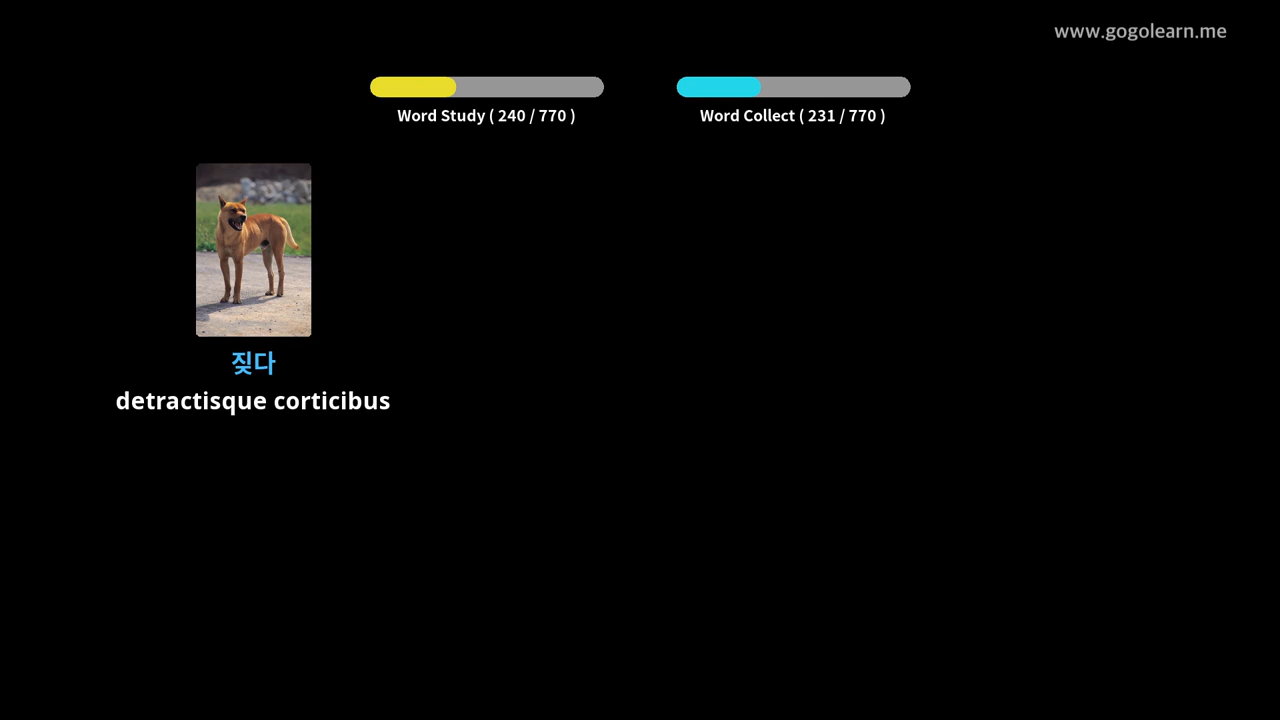 www.gogolearn.me
Word Study ( 240 / 770 )
Word Collect ( 231 / 770 )
짖다
detractisque corticibus